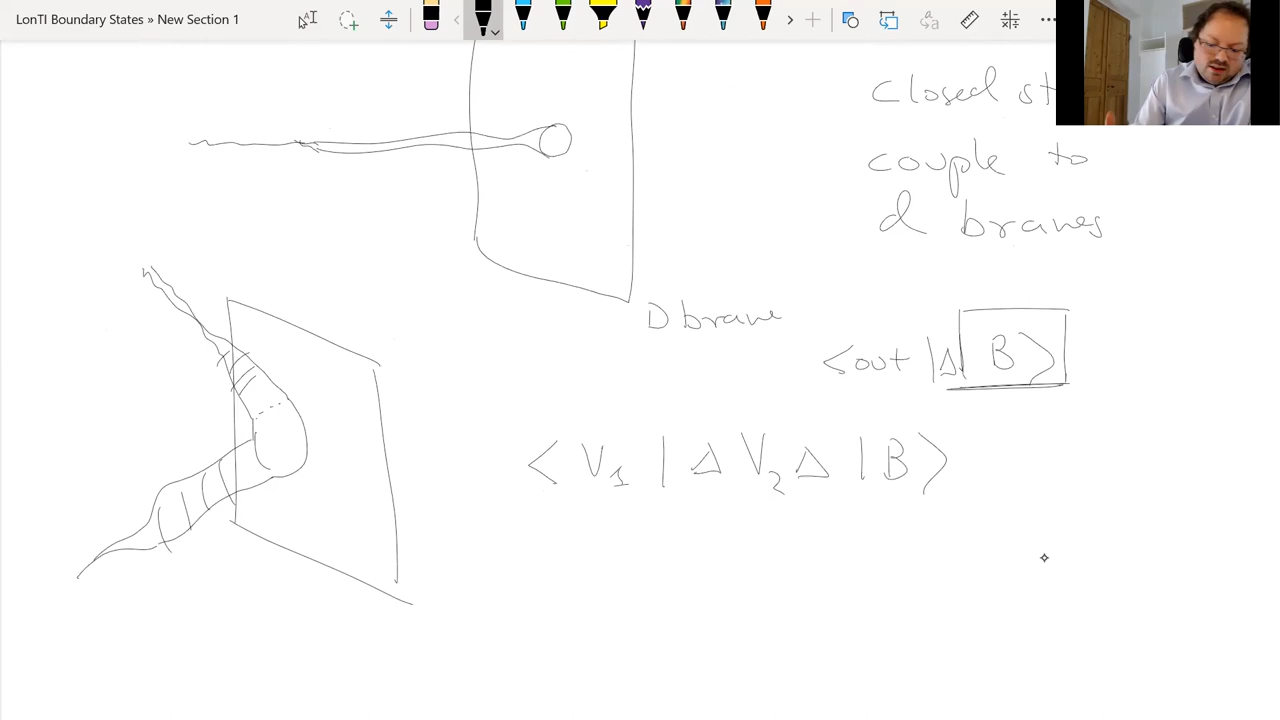 LonTI Boundary States » New Section 1
closed st
couple to
d branes
D brane
<out | Δ B >
< V₁ | Δ V₂ Δ | B >